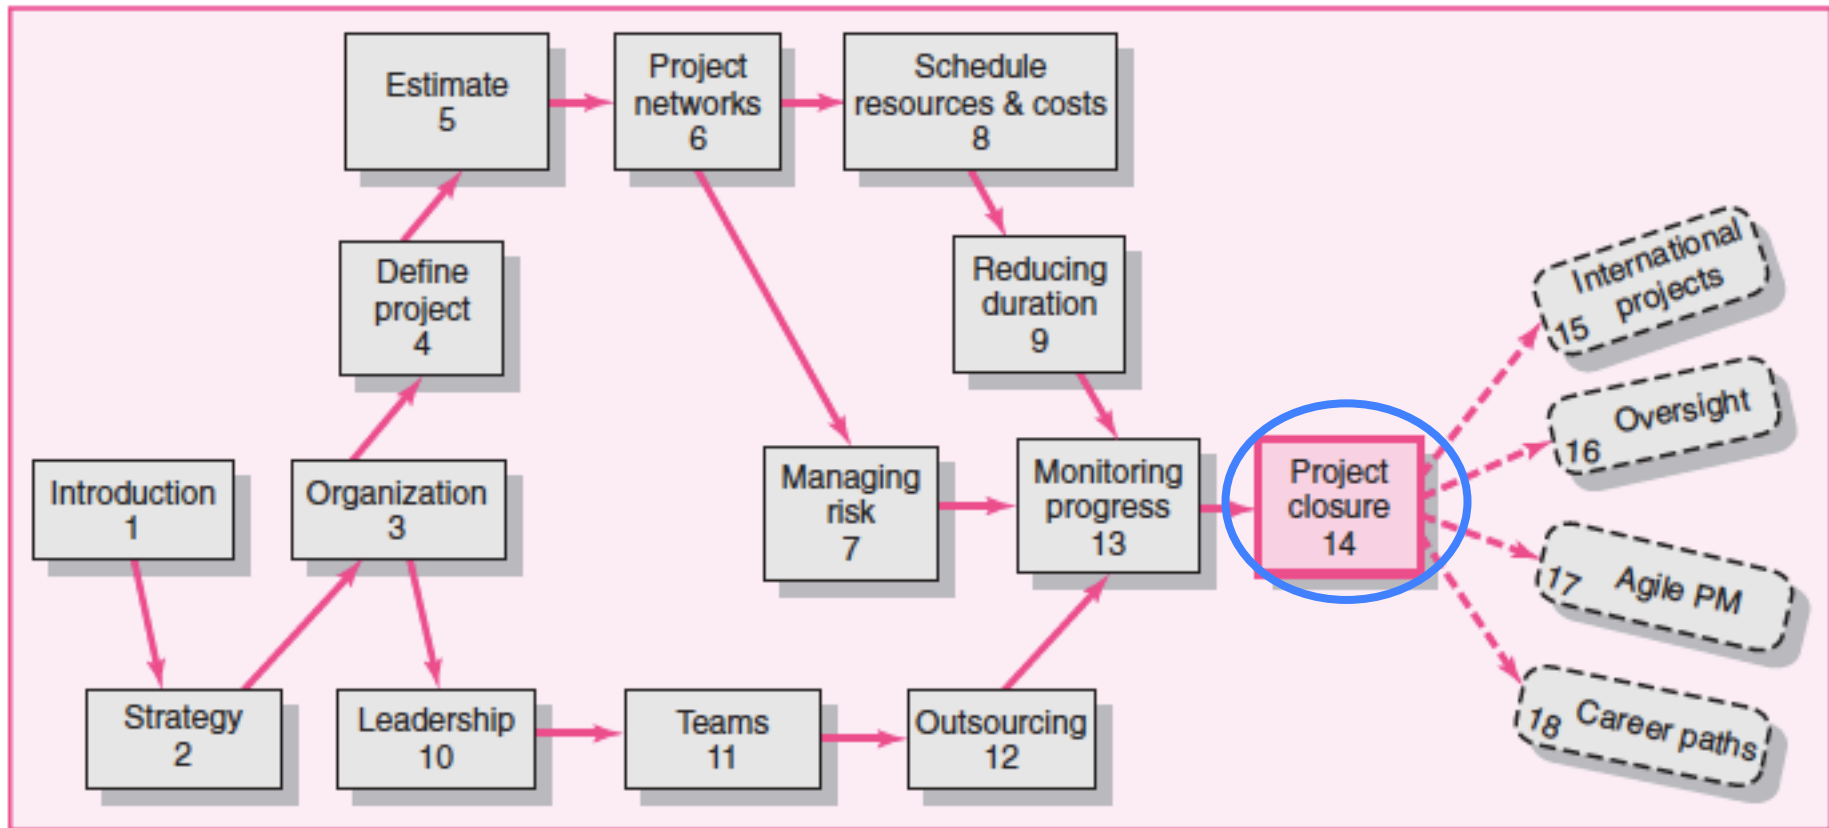 Estimate
5
Project
networks
6
Schedule
resources & costs
8
Define
project
4
Reducing
duration
9
International
projects
15
Oversight
16
Introduction
1
Organization
3
Managing
risk
7
Monitoring
progress
13
Project
closure
14
17 Agile PM
Strategy
2
Leadership
10
Teams
11
Outsourcing
12
18 Career paths